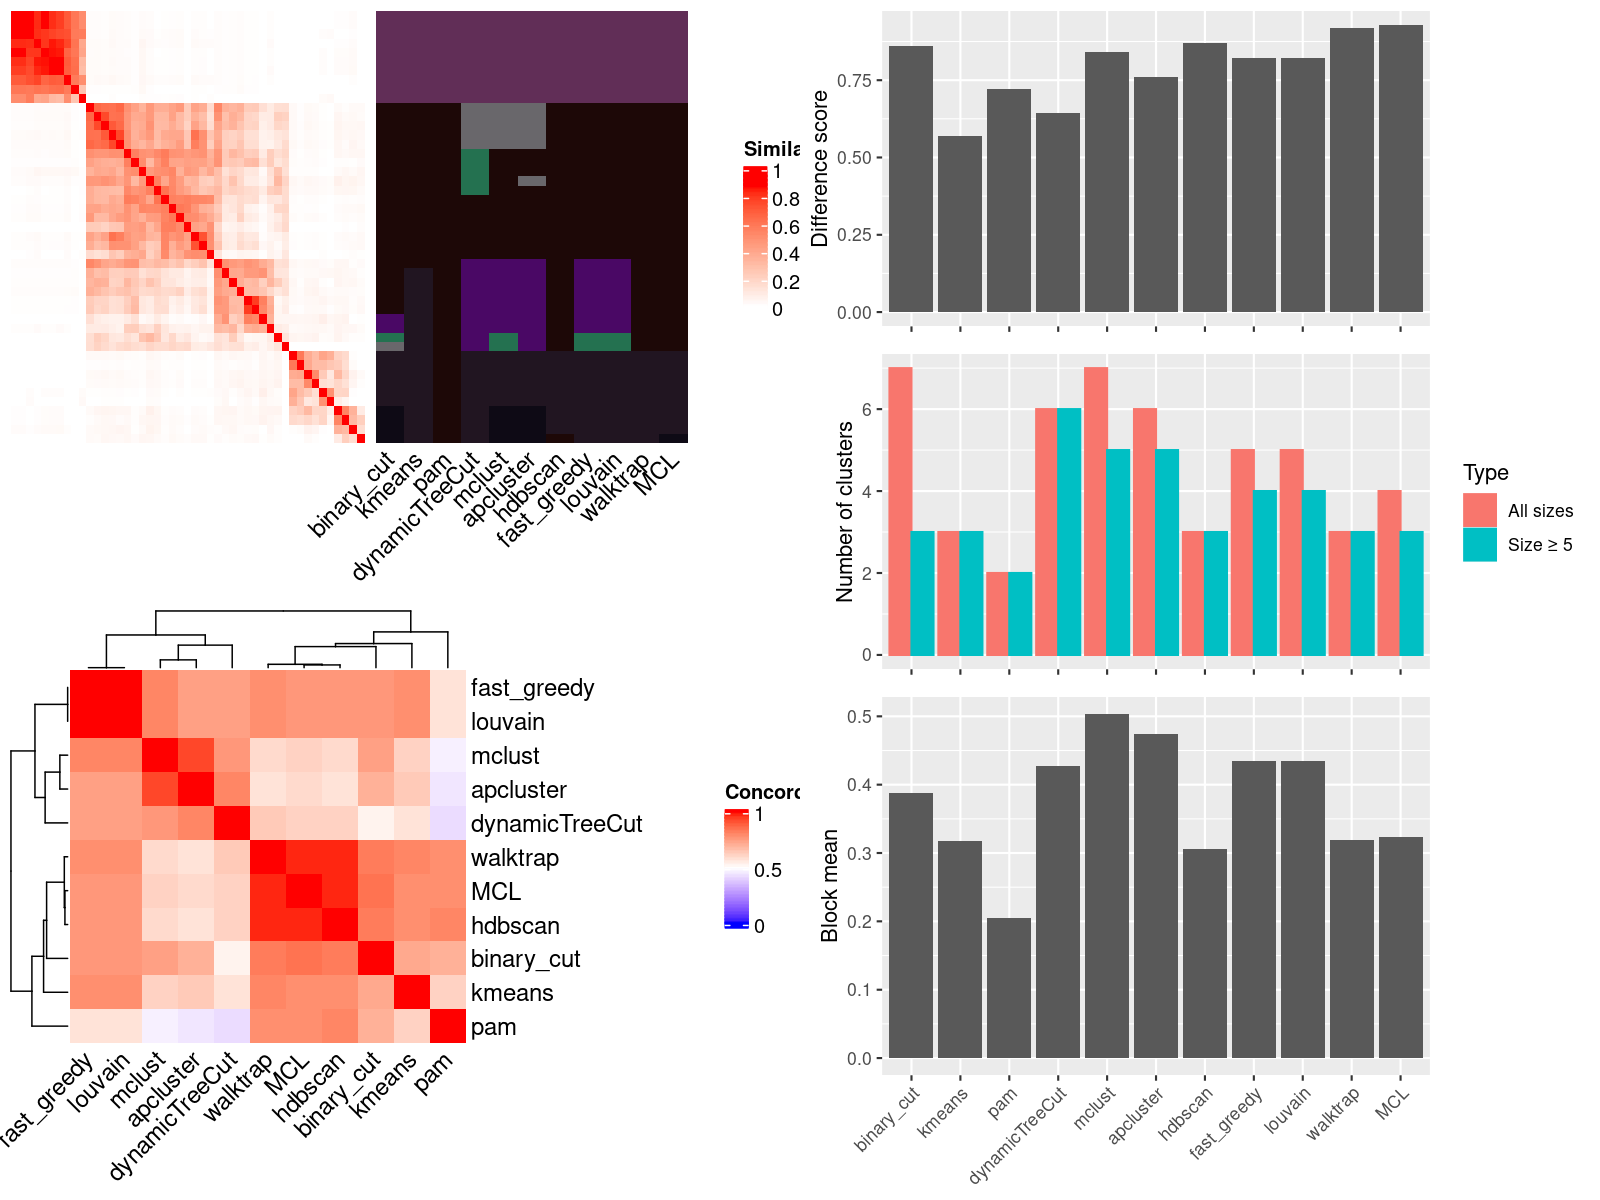 Simila
1
0.8
0.6
0.4
0.2
0
binary_cut
kmeans
pam
dynamicTreeCut
mclust
apcluster
hdbscan
fast_greedy
louvain
walktrap
MCL
fast_greedy
louvain
mclust
apcluster
dynamicTreeCut
walktrap
MCL
hdbscan
binary_cut
kmeans
pam
fast_greedy
louvain
mclust
apcluster
dynamicTreeCut
walktrap
MCL
hdbscan
binary_cut
kmeans
pam
Concord
1
0.5
0
Difference score
0.75
0.50
0.25
0.00
Number of clusters
6
4
2
0
Type
All sizes
Size ≥ 5
Block mean
0.5
0.4
0.3
0.2
0.1
0.0
binary_cut
kmeans
pam
dynamicTreeCut
mclust
apcluster
hdbscan
fast_greedy
louvain
walktrap
MCL